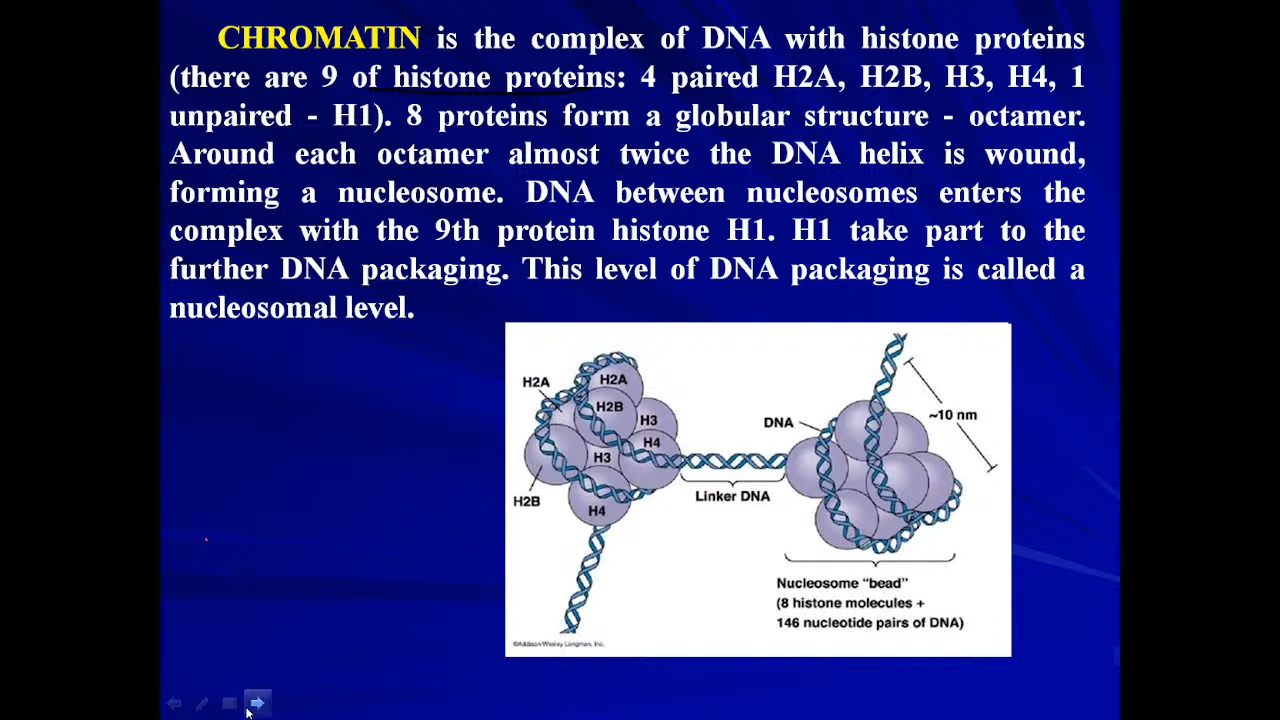 CHROMATIN is the complex of DNA with histone proteins
(there are 9 of histone proteins: 4 paired H2A, H2B, H3, H4, 1
unpaired - H1). 8 proteins form a globular structure - octamer.
Around each octamer almost twice the DNA helix is wound,
forming a nucleosome. DNA between nucleosomes enters the
complex with the 9th protein histone H1. H1 take part to the
further DNA packaging. This level of DNA packaging is called a
nucleosomal level.
H2A
H2A
H2B
H3
H4
H3
H2B
H4
Linker DNA
DNA
~10 nm
Nucleosome “bead”
(8 histone molecules +
146 nucleotide pairs of DNA)
©Addison Wesley Longman, Inc.